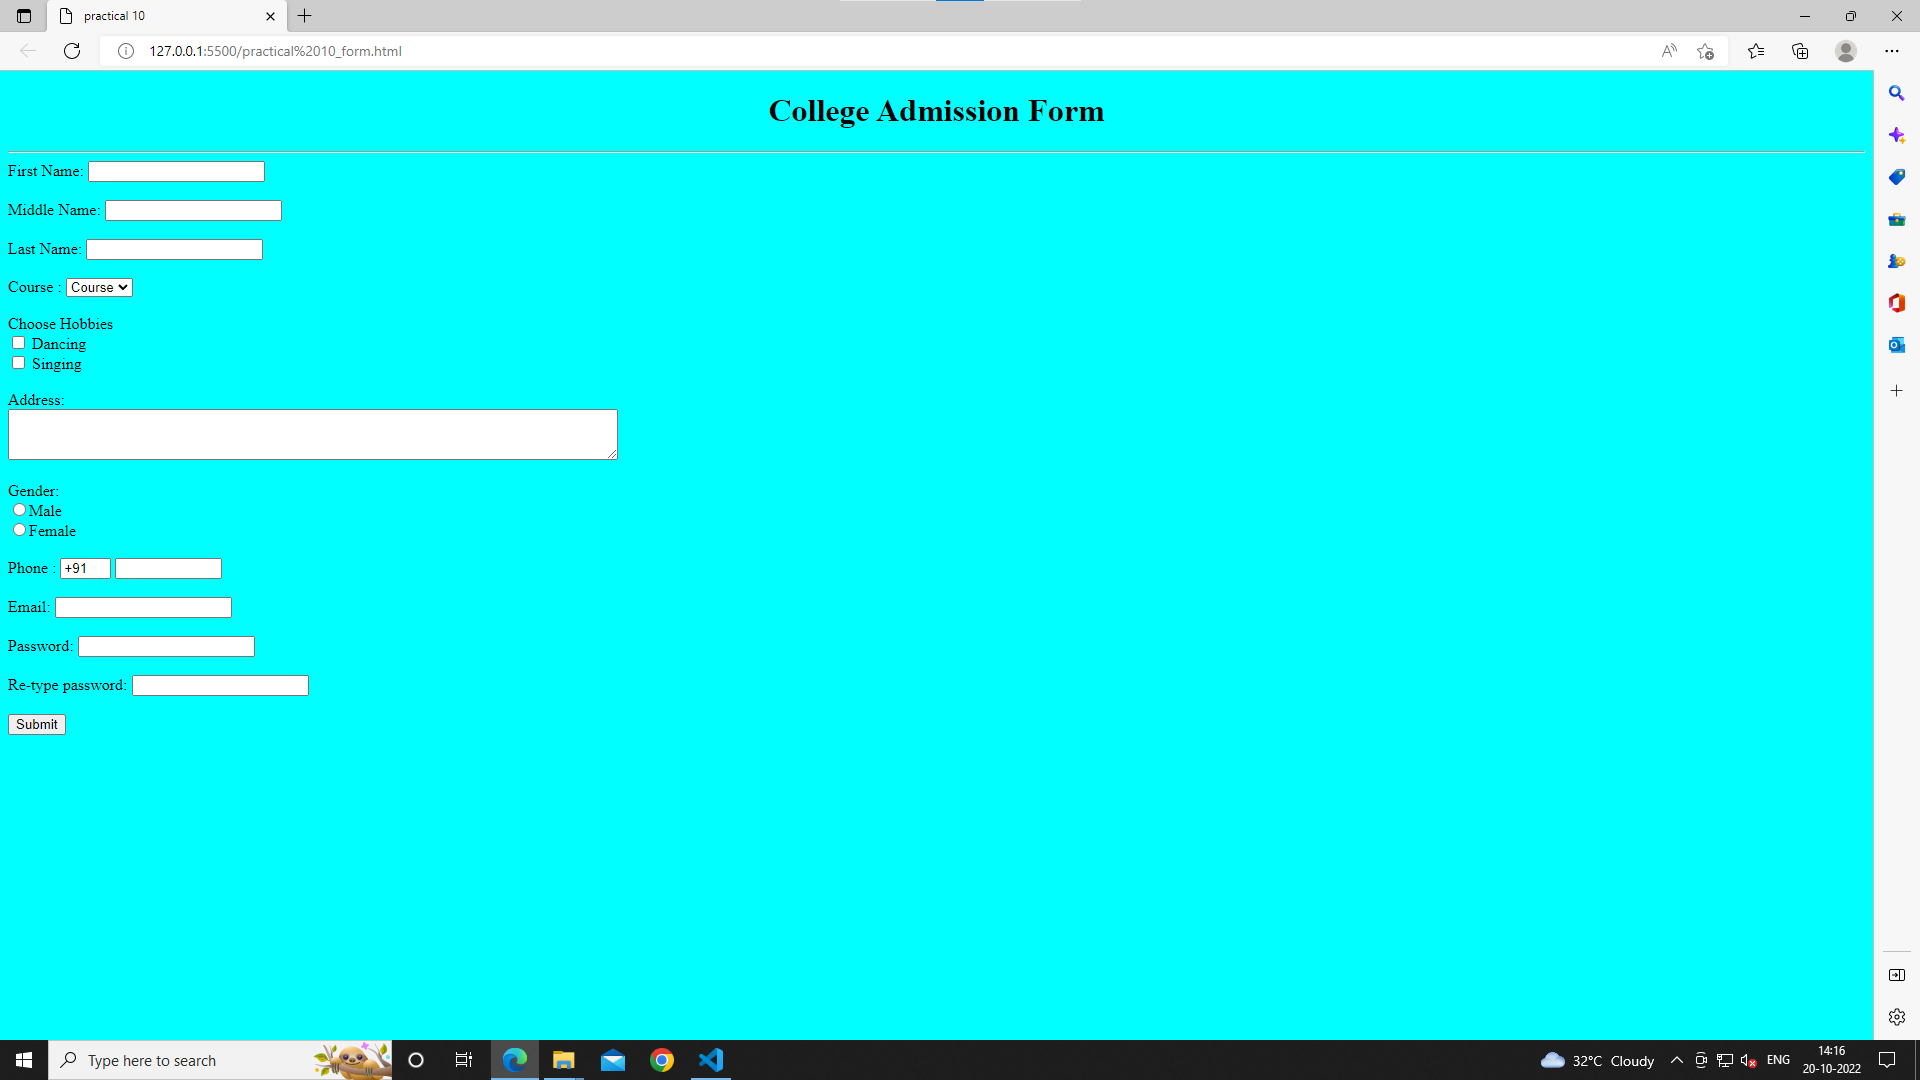 practical 10
127.0.0.1:5500/practical%2010_form.html
College Admission Form
First Name:
Middle Name:
Last Name:
Course : Course
Choose Hobbies
Dancing
Singing
Address:
Gender:
Male
Female
Phone : +91
Email:
Password:
Re-type password:
Submit
Type here to search
32°C Cloudy
ENG
14:16
20-10-2022